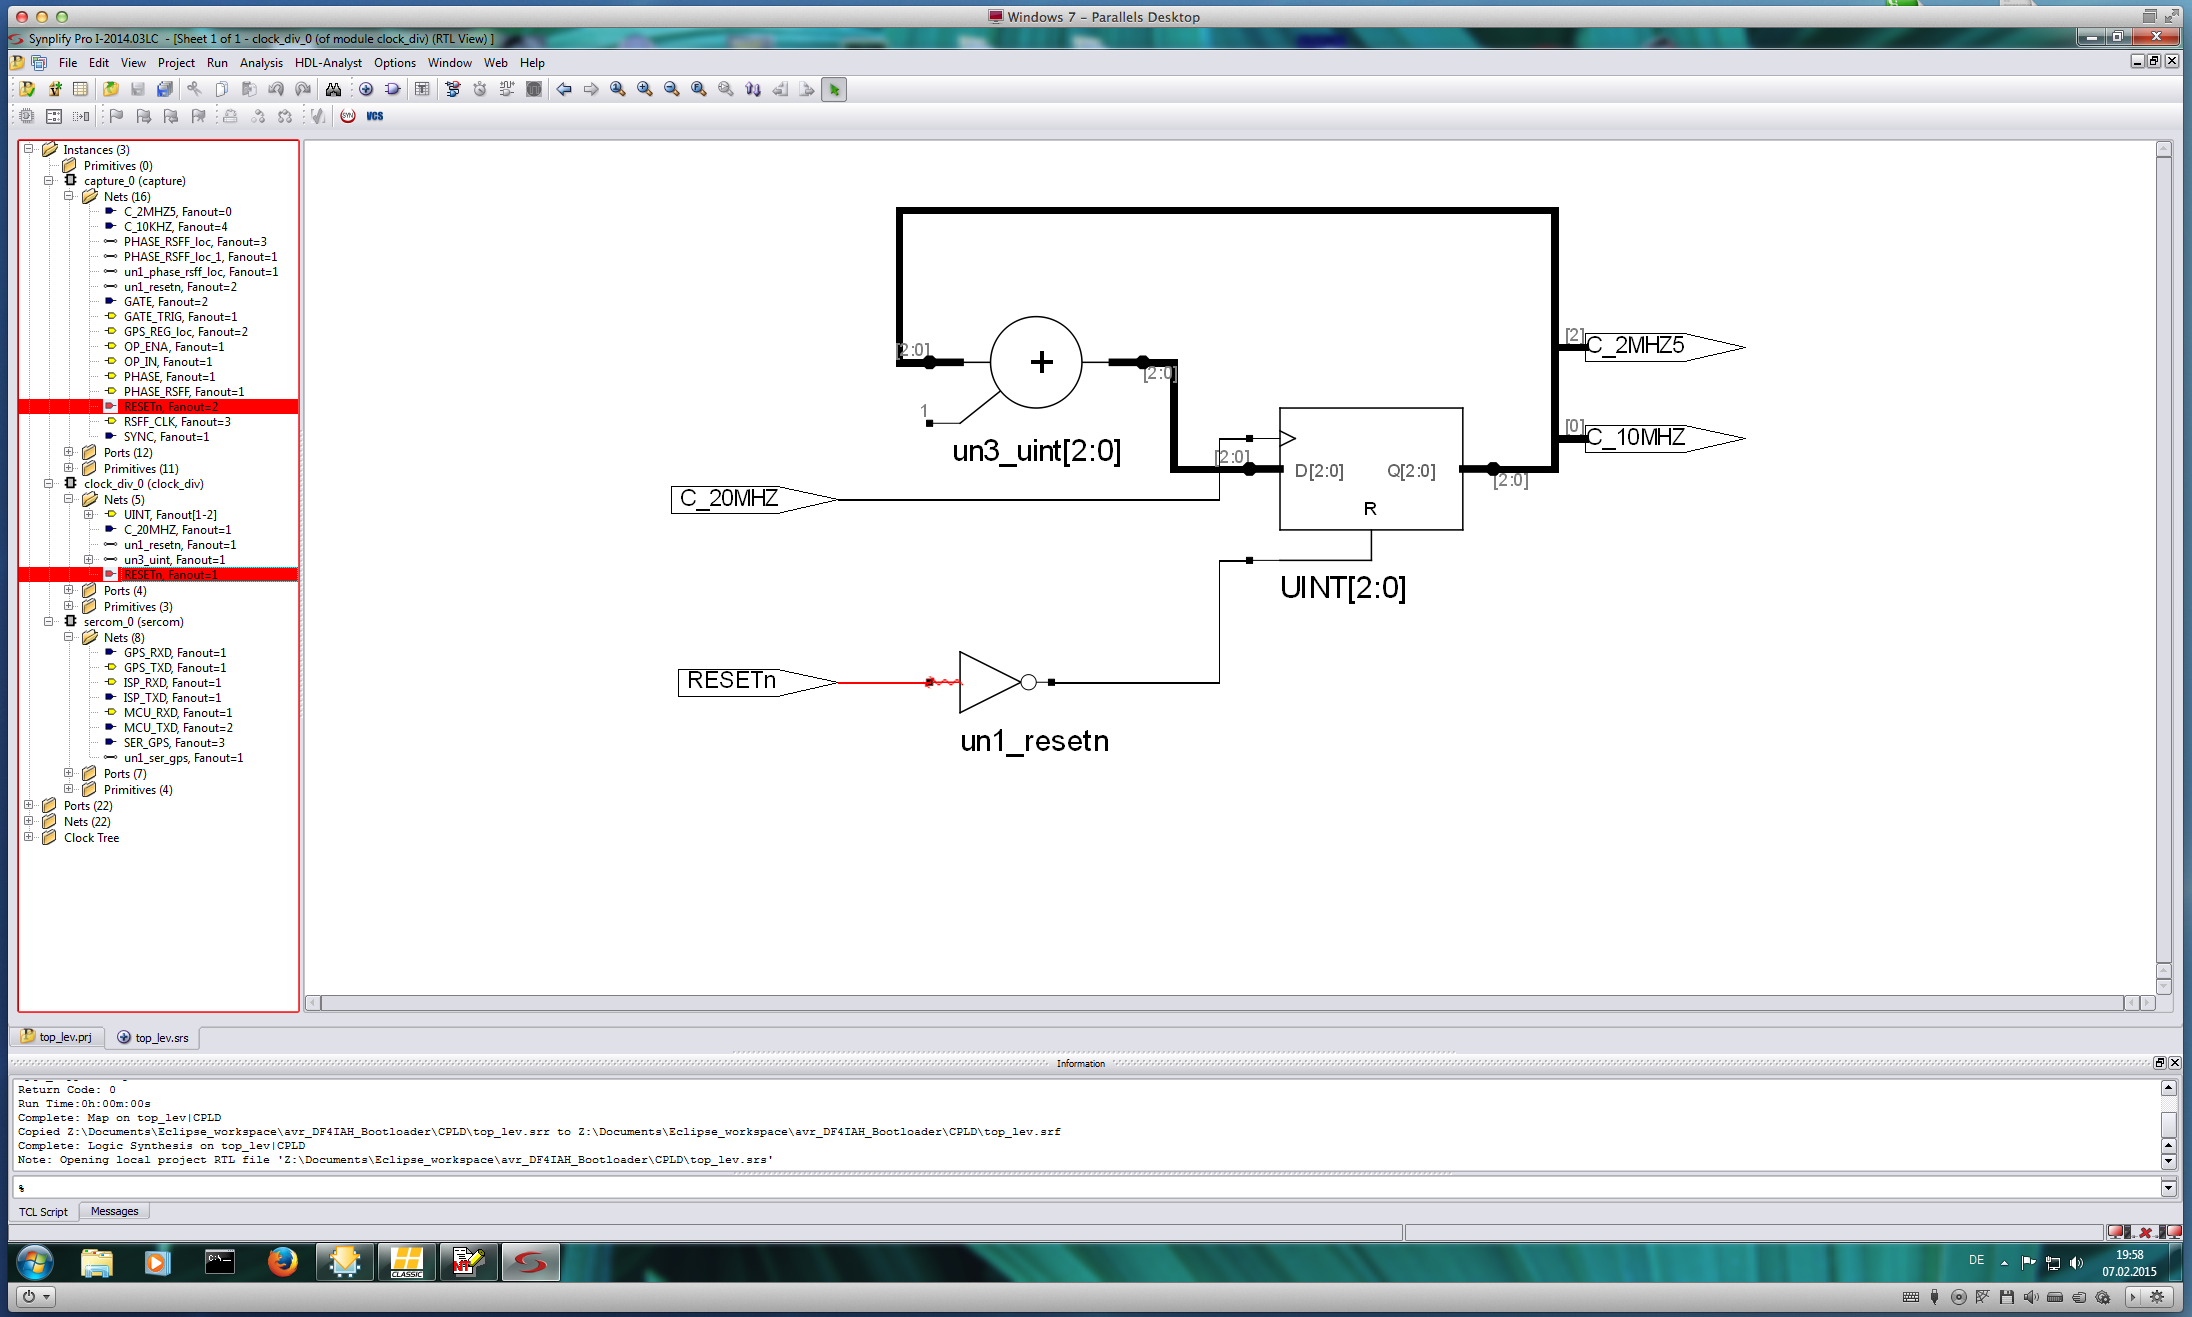 Windows 7 - Parallels Desktop
Synplify Pro I-2014.03LC - [Sheet 1 of 1 - clock_div_0 (of module clock_div) (RTL View) ]
File Edit View Project Run Analysis HDL-Analyst Options Window Web Help
SYN VCS
Instances (3)
Primitives (0)
capture_0 (capture)
Nets (16)
C_2MHZ5, Fanout=0
C_10KHZ, Fanout=4
PHASE_RSFF_loc, Fanout=3
PHASE_RSFF_loc_1, Fanout=1
un1_phase_rsff_loc, Fanout=1
un1_resetn, Fanout=2
GATE, Fanout=2
GATE_TRIG, Fanout=1
GPS_REG_loc, Fanout=2
OP_ENA, Fanout=1
OP_IN, Fanout=1
PHASE, Fanout=1
PHASE_RSFF, Fanout=1
RESETn, Fanout=2
RSFF_CLK, Fanout=3
SYNC, Fanout=1
Ports (12)
Primitives (11)
clock_div_0 (clock_div)
Nets (5)
UINT, Fanout[1-2]
C_20MHZ, Fanout=1
un1_resetn, Fanout=1
un3_uint, Fanout=1
RESETn, Fanout=1
Ports (4)
Primitives (3)
sercom_0 (sercom)
Nets (8)
GPS_RXD, Fanout=1
GPS_TXD, Fanout=1
ISP_RXD, Fanout=1
ISP_TXD, Fanout=1
MCU_RXD, Fanout=1
MCU_TXD, Fanout=2
SER_GPS, Fanout=3
un1_ser_gps, Fanout=1
Ports (7)
Primitives (4)
Ports (22)
Nets (22)
Clock Tree
[2:0]
+
[2:0]
1
un3_uint[2:0]
[2]
C_2MHZ5
[0]
C_10MHZ
[2:0]
D[2:0] Q[2:0]
[2:0]
R
C_20MHZ
UINT[2:0]
RESETn
un1_resetn
top_lev.prj top_lev.srs
Information
Return Code: 0
Run Time:0h:00m:00s
Complete: Map on top_lev|CPLD
Copied Z:\Documents\Eclipse_workspace\avr_DF4IAH_Bootloader\CPLD\top_lev.srr to Z:\Documents\Eclipse_workspace\avr_DF4IAH_Bootloader\CPLD\top_lev.srf
Complete: Logic Synthesis on top_lev|CPLD
Note: Opening local project RTL file 'Z:\Documents\Eclipse_workspace\avr_DF4IAH_Bootloader\CPLD\top_lev.srs'
%
TCL Script Messages
CLASSIC
NT
DE
19:58
07.02.2015